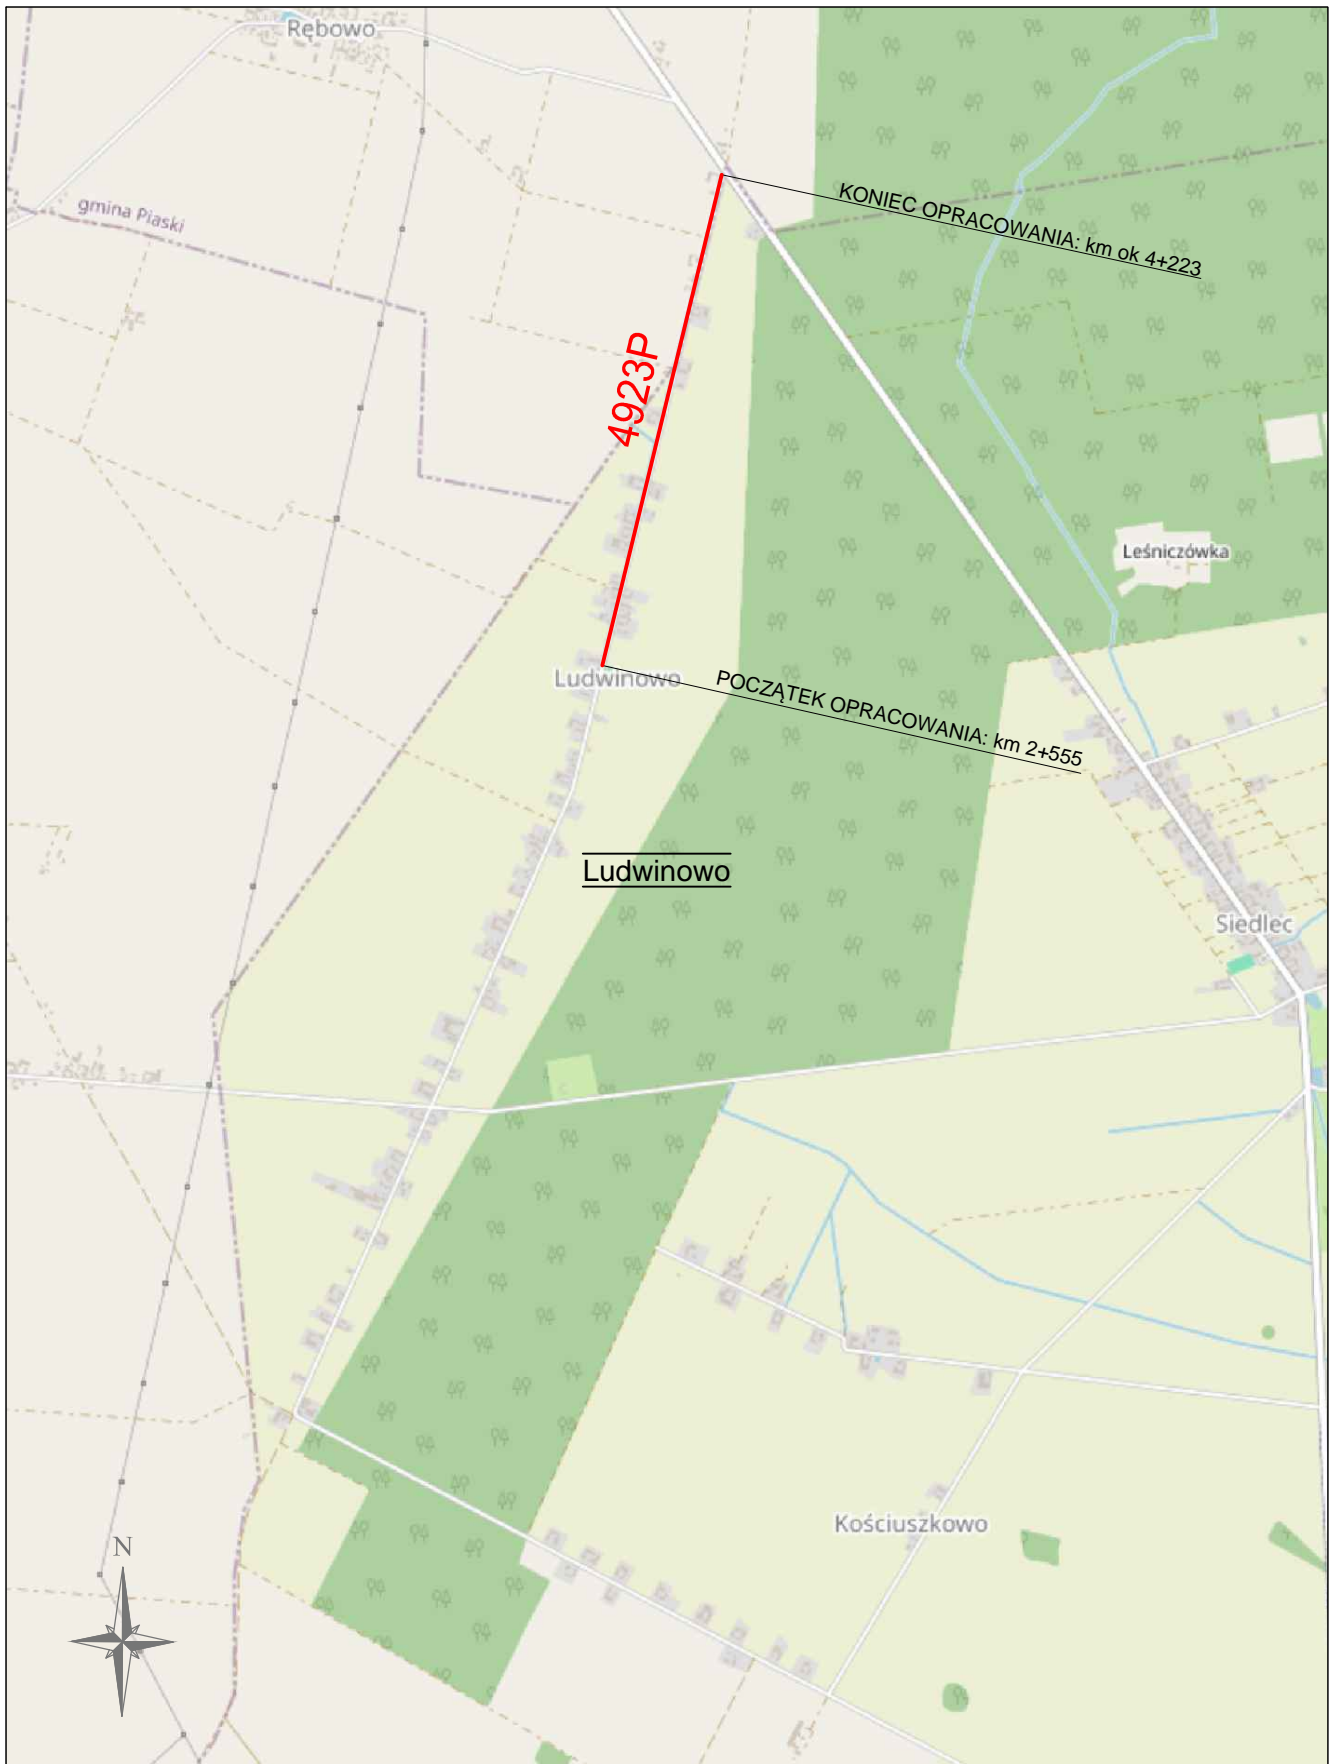 Rębowo
gmina Piaski
KONIEC OPRACOWANIA: km ok 4+223
4923P
Leśniczówka
Ludwinowo
POCZĄTEK OPRACOWANIA: km 2+555
Ludwinowo
Siedlec
Kościuszkowo
N